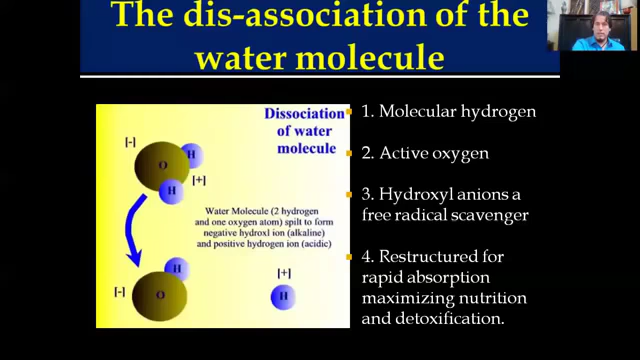 The dis-association of the
water molecule
Dissociation
of water
molecule
[-]
H
O
[+]
H
Water Molecule (2 hydrogen
and one oxygen atom) spilt to form
negative hydroxl ion (alkaline)
and positive hydrogen ion (acidic)
H
[-]
O
[+]
H
1. Molecular hydrogen
2. Active oxygen
3. Hydroxyl anions a
free radical scavenger
4. Restructured for
rapid absorption
maximizing nutrition
and detoxification.